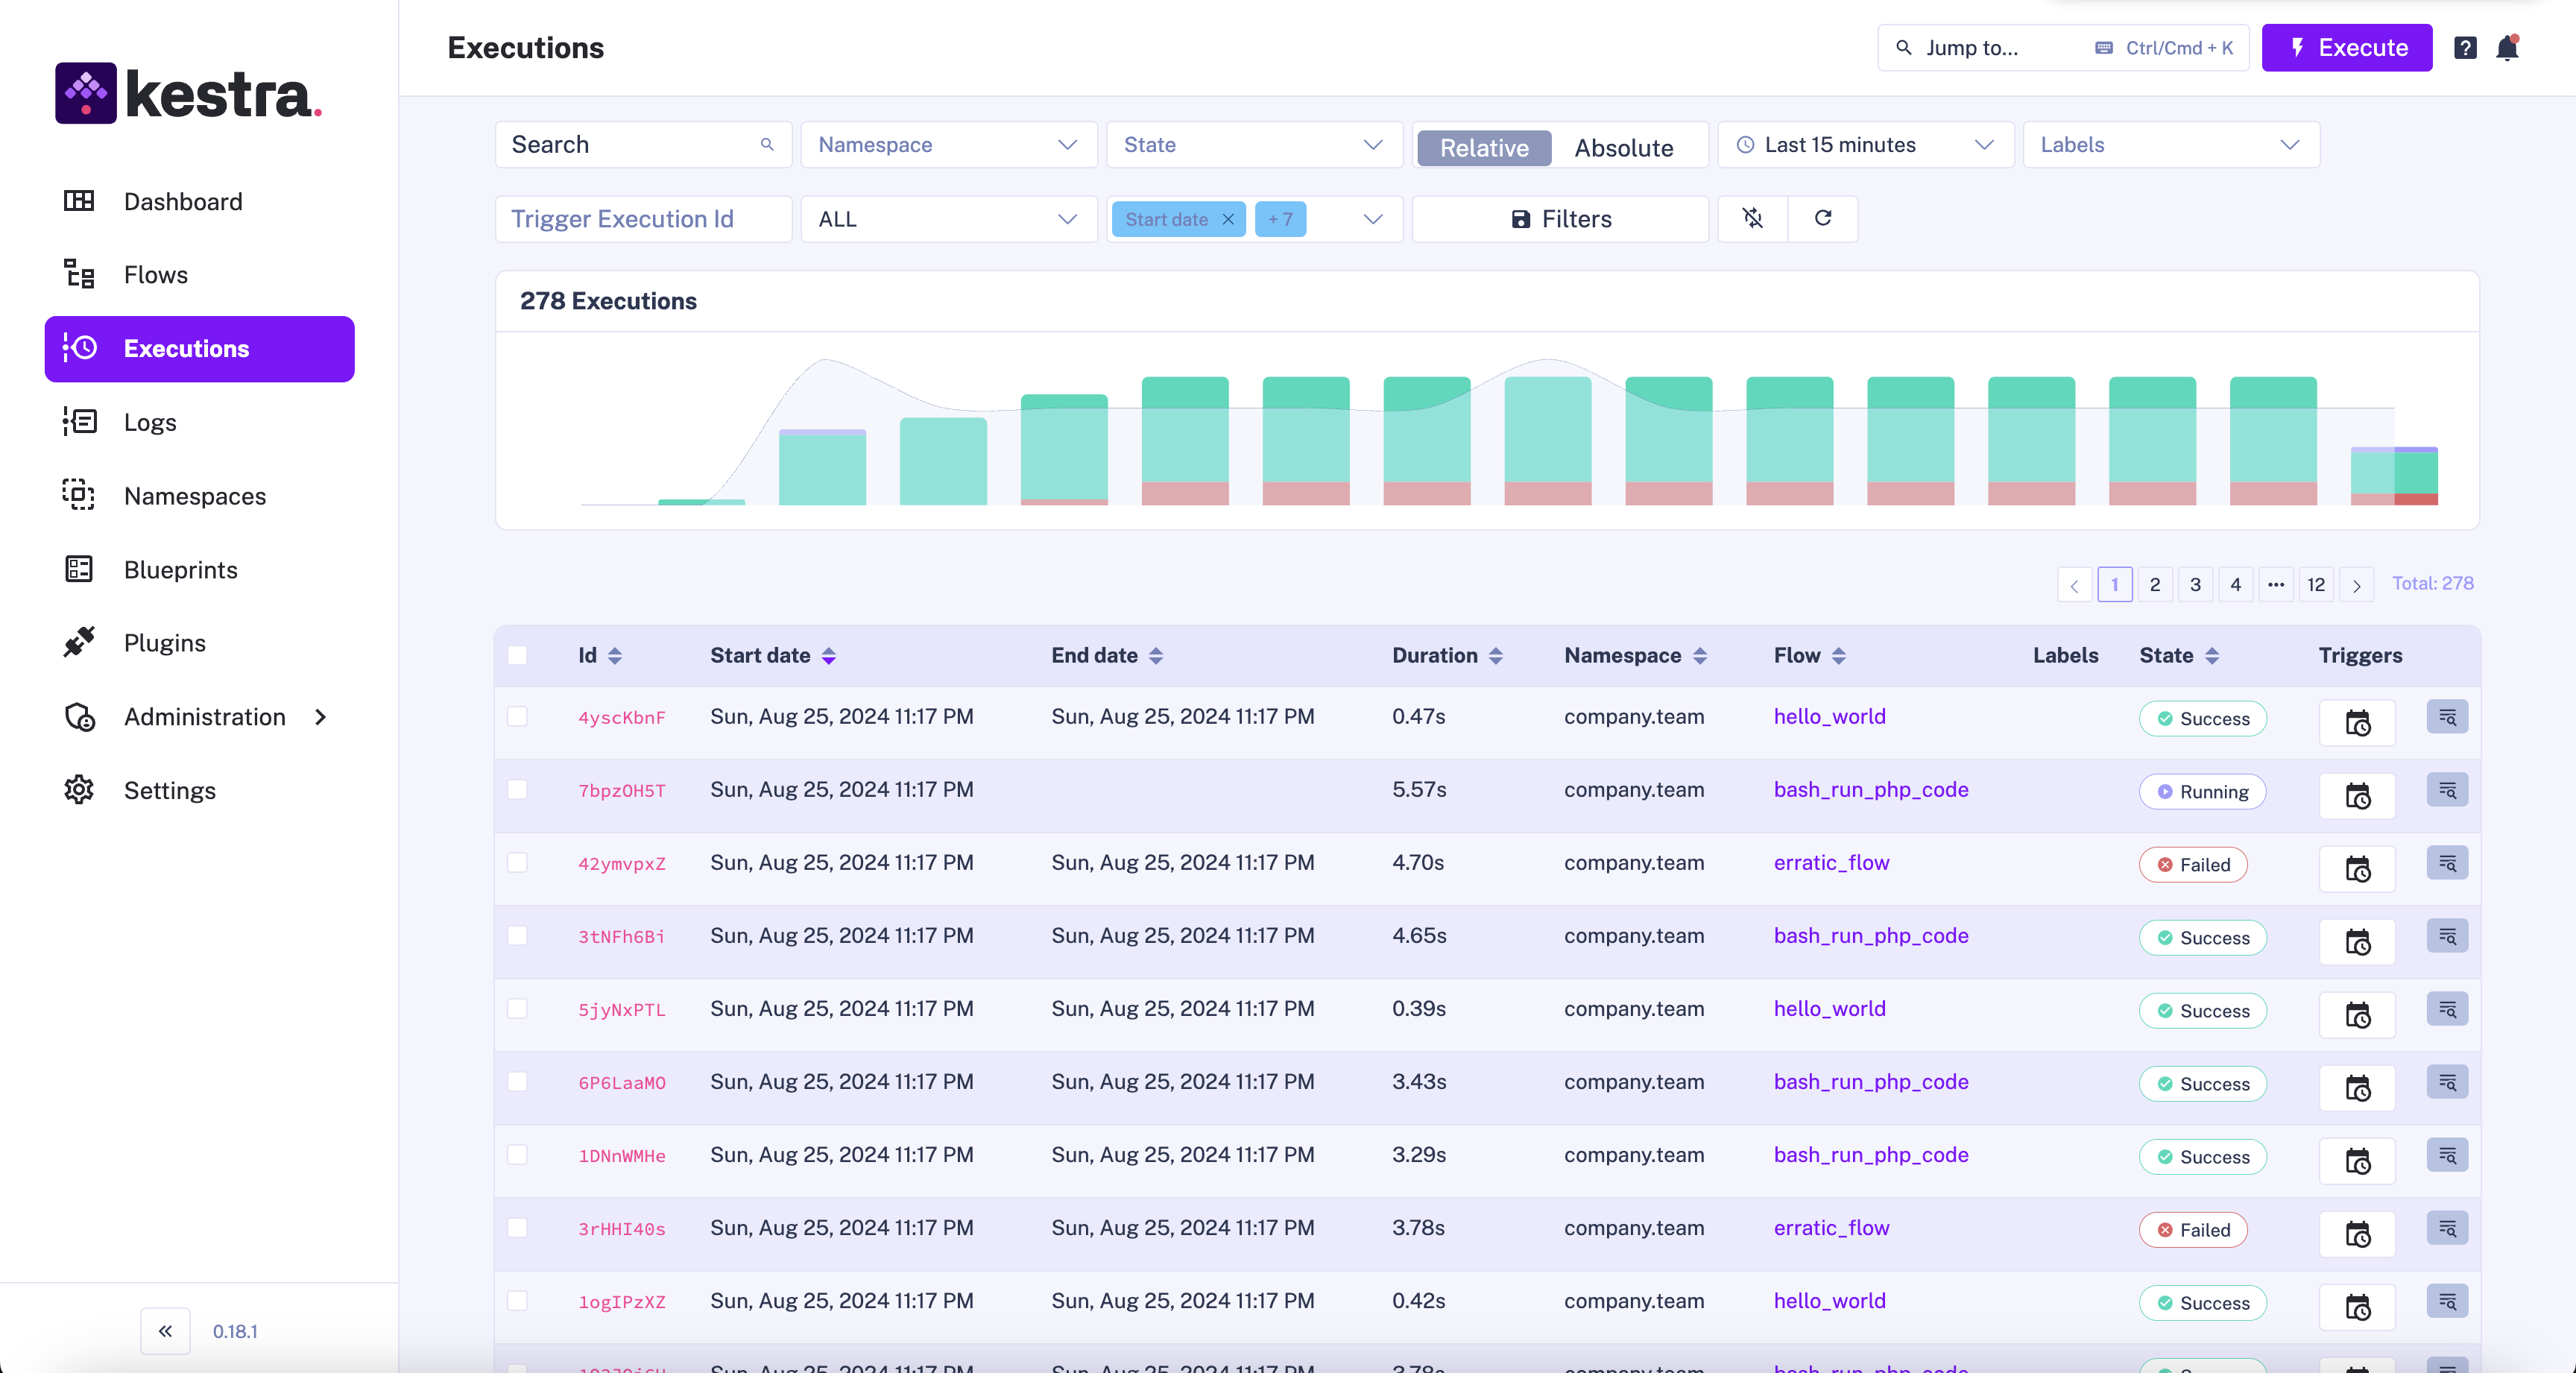 kestra.
Dashboard
Flows
Executions
Logs
Namespaces
Blueprints
Plugins
Administration
Settings
0.18.1
Executions
Jump to... Ctrl/Cmd + K
Execute
Search Namespace State Relative Absolute Last 15 minutes Labels
Trigger Execution Id ALL Start date + 7 Filters
278 Executions
1 2 3 4 ••• 12 Total: 278
Id Start date End date Duration Namespace Flow Labels State Triggers
4yscKbnF Sun, Aug 25, 2024 11:17 PM Sun, Aug 25, 2024 11:17 PM 0.47s company.team hello_world Success
7bpzOH5T Sun, Aug 25, 2024 11:17 PM 5.57s company.team bash_run_php_code Running
42ymvpxZ Sun, Aug 25, 2024 11:17 PM Sun, Aug 25, 2024 11:17 PM 4.70s company.team erratic_flow Failed
3tNFh6Bi Sun, Aug 25, 2024 11:17 PM Sun, Aug 25, 2024 11:17 PM 4.65s company.team bash_run_php_code Success
5jyNxPTL Sun, Aug 25, 2024 11:17 PM Sun, Aug 25, 2024 11:17 PM 0.39s company.team hello_world Success
6P6LaaMO Sun, Aug 25, 2024 11:17 PM Sun, Aug 25, 2024 11:17 PM 3.43s company.team bash_run_php_code Success
1DNnWMHe Sun, Aug 25, 2024 11:17 PM Sun, Aug 25, 2024 11:17 PM 3.29s company.team bash_run_php_code Success
3rHHI40s Sun, Aug 25, 2024 11:17 PM Sun, Aug 25, 2024 11:17 PM 3.78s company.team erratic_flow Failed
1ogIPzXZ Sun, Aug 25, 2024 11:17 PM Sun, Aug 25, 2024 11:17 PM 0.42s company.team hello_world Success
Sun, Aug 25, 2024 11:17 PM Sun, Aug 25, 2024 11:17 PM 3.78s company.team bash_run_php_code